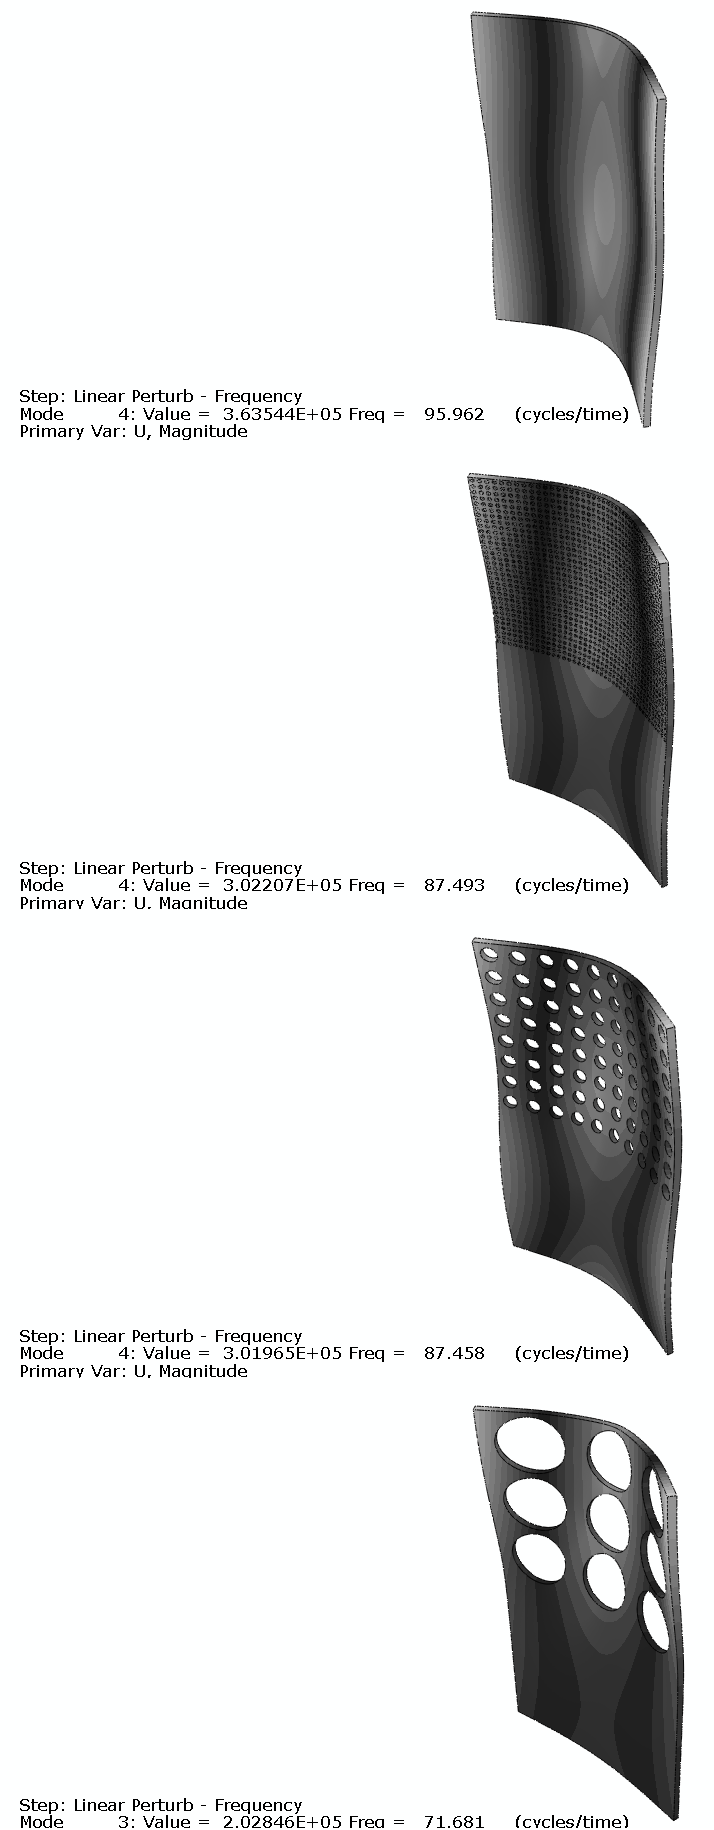 Step: Linear Perturb - Frequency
Mode 4: Value = 3.63544E+05 Freq = 95.962 (cycles/time)
Primary Var: U, Magnitude
Step: Linear Perturb - Frequency
Mode 4: Value = 3.02207E+05 Freq = 87.493 (cycles/time)
Primary Var: U, Magnitude
Step: Linear Perturb - Frequency
Mode 4: Value = 3.01965E+05 Freq = 87.458 (cycles/time)
Primary Var: U, Magnitude
Step: Linear Perturb - Frequency
Mode 3: Value = 2.02846E+05 Freq = 71.681 (cycles/time)